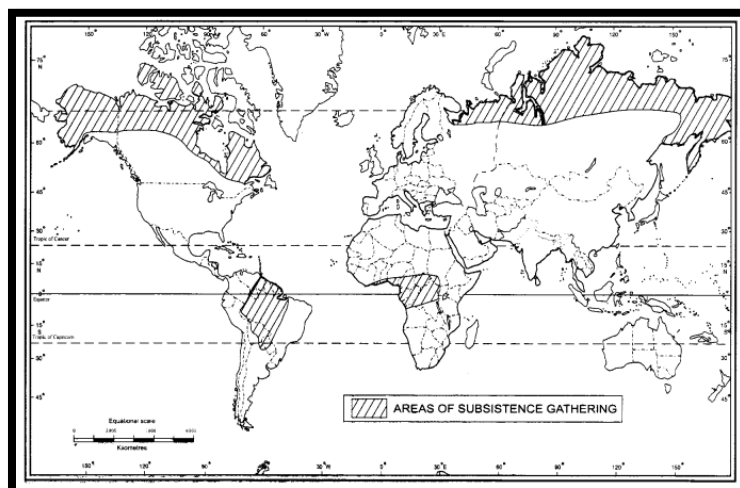 150° 120° 90° 60° 30° W 0° E 30 60° 90° 120° 150°
75°
N
60°
45°
30
Tropic of Cancer
15
N
Equator
15
Tropic of Capricorn
30
45°
AREAS OF SUBSISTENCE GATHERING
Equatorial scale
Kilometres
150° 120° 90° 60° 30° W 0° E 30° 60° 90° 120° 150°